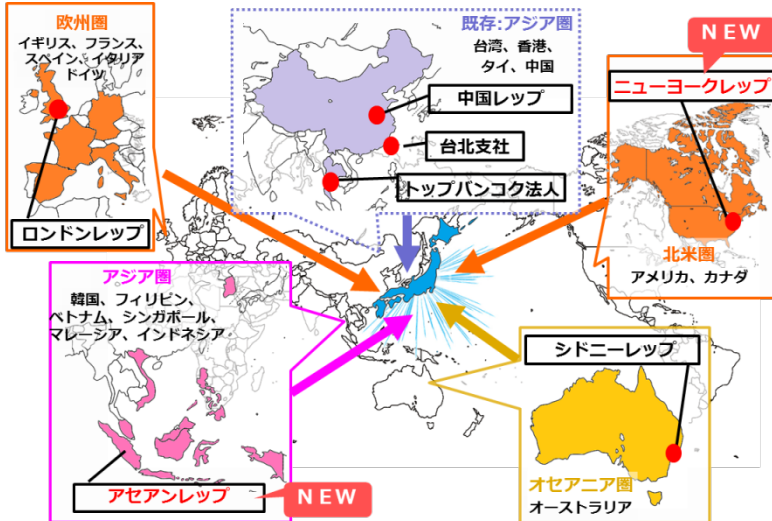 欧州圏
イギリス、フランス、
スペイン、イタリア
ドイツ
ロンドンレップ
既存:アジア圏
台湾、香港、
タイ、中国
中国レップ
台北支社
トップバンコク法人
NEW
ニューヨークレップ
北米圏
アメリカ、カナダ
アジア圏
韓国、フィリピン、
ベトナム、シンガポール、
マレーシア、インドネシア
アセアンレップ
NEW
シドニーレップ
オセアニア圏
オーストラリア